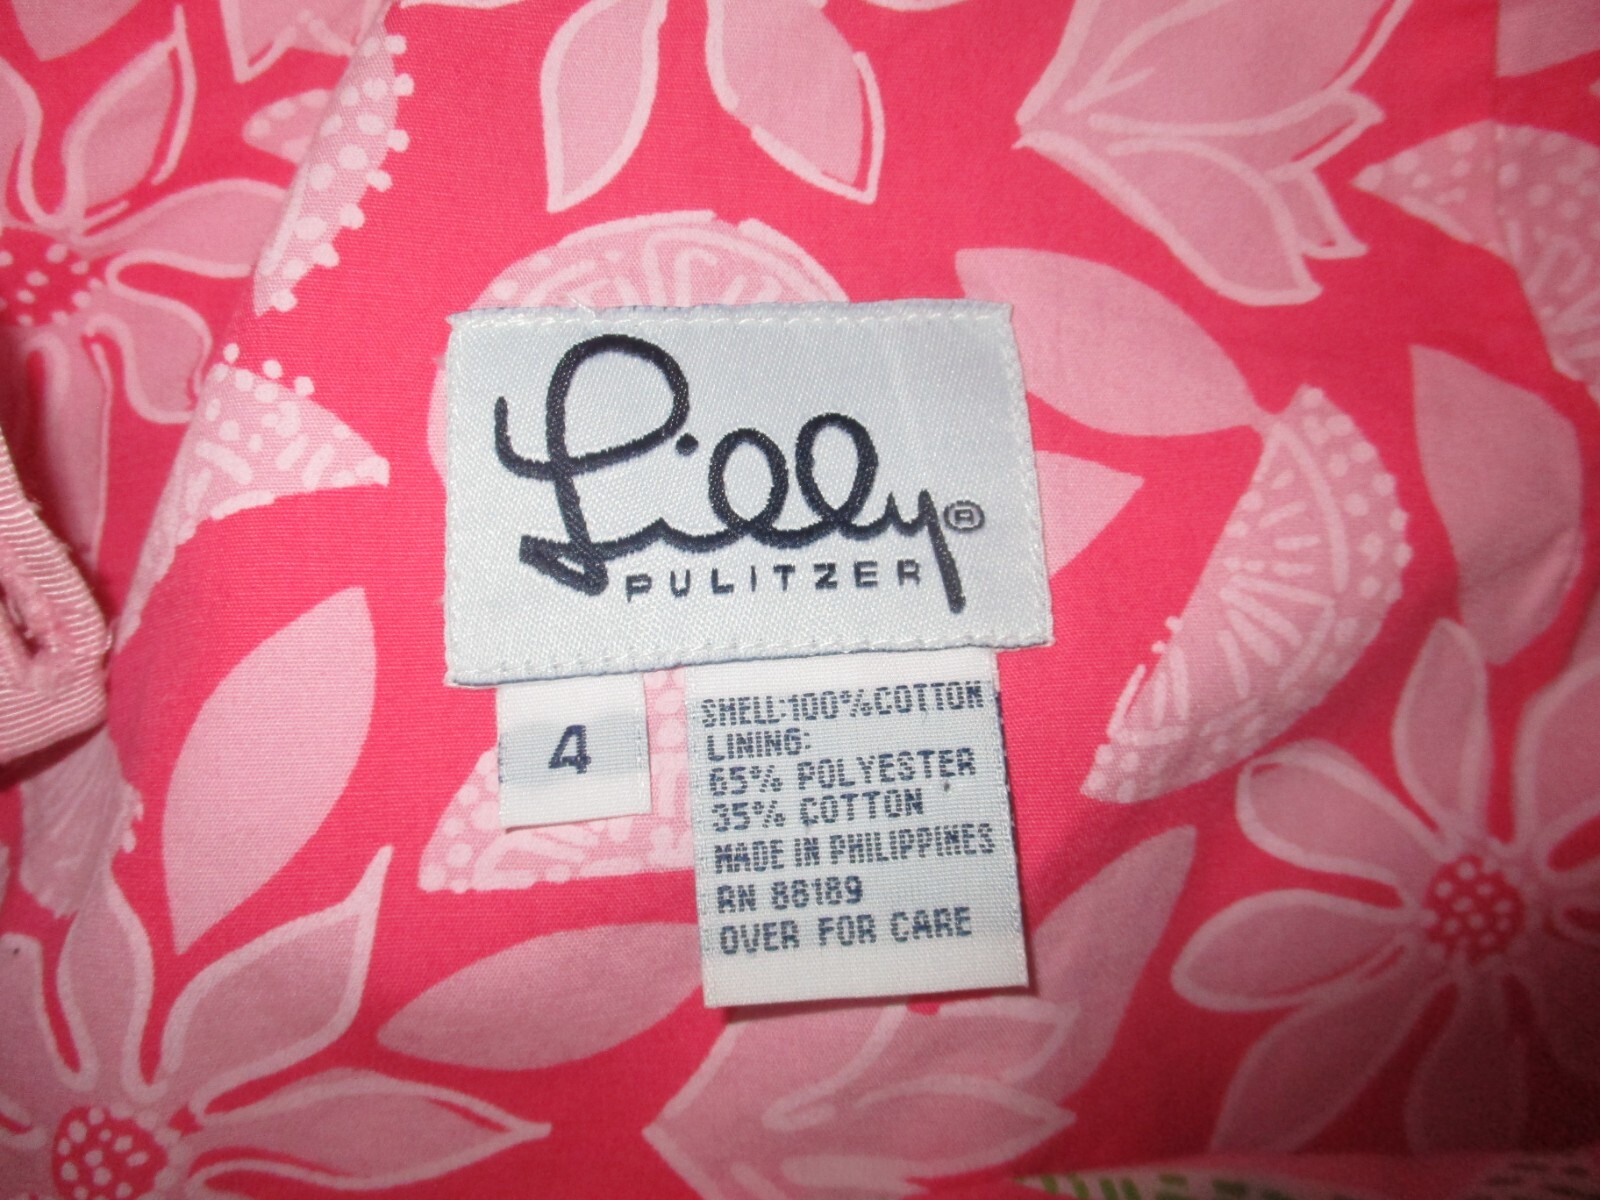 Lilly®
PULITZER
4
SHELL:100%COTTON
LINING:
65% POLYESTER
35% COTTON
MADE IN PHILIPPINES
RN 88189
OVER FOR CARE